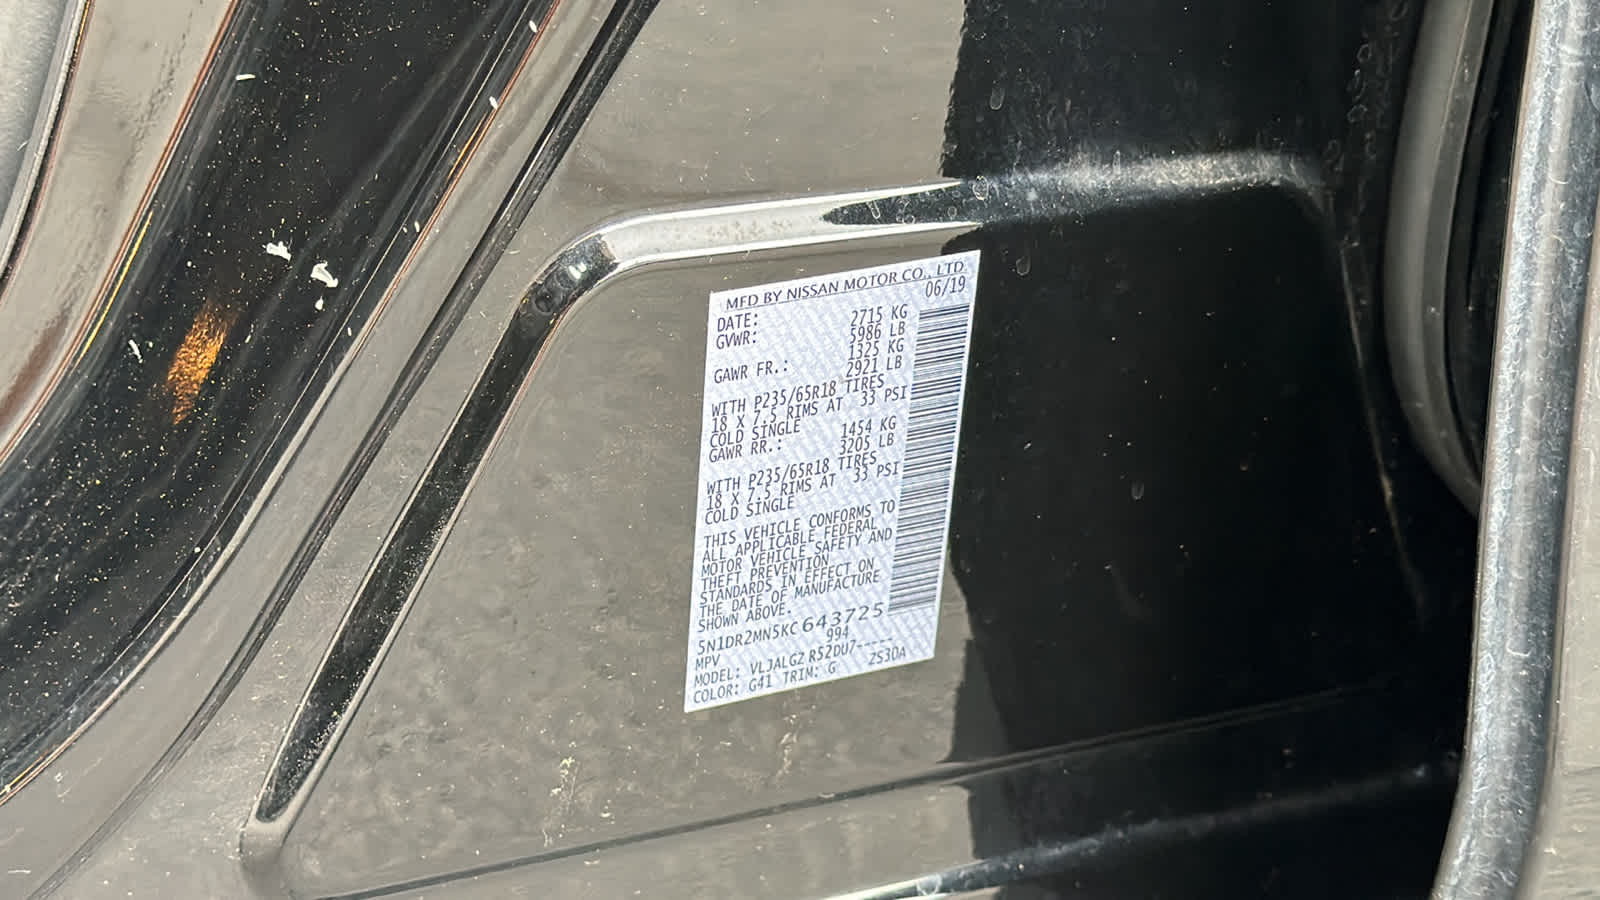 MFD BY NISSAN MOTOR CO., LTD.
DATE: 06/19
GVWR: 2715 KG
5986 LB
GAWR FR.: 1325 KG
2921 LB
WITH P235/65R18 TIRES
18 X 7.5 RIMS AT 33 PSI
COLD SINGLE
GAWR RR.: 1454 KG
3205 LB
WITH P235/65R18 TIRES
18 X 7.5 RIMS AT 33 PSI
COLD SINGLE
THIS VEHICLE CONFORMS TO
ALL APPLICABLE FEDERAL
MOTOR VEHICLE SAFETY AND
THEFT PREVENTION
STANDARDS IN EFFECT ON
THE DATE OF MANUFACTURE
SHOWN ABOVE.
5N1DR2MN5KC643725
MPV 994
MODEL: VLJALGZ R52DU7-----
COLOR: G41 TRIM: G ZS30A